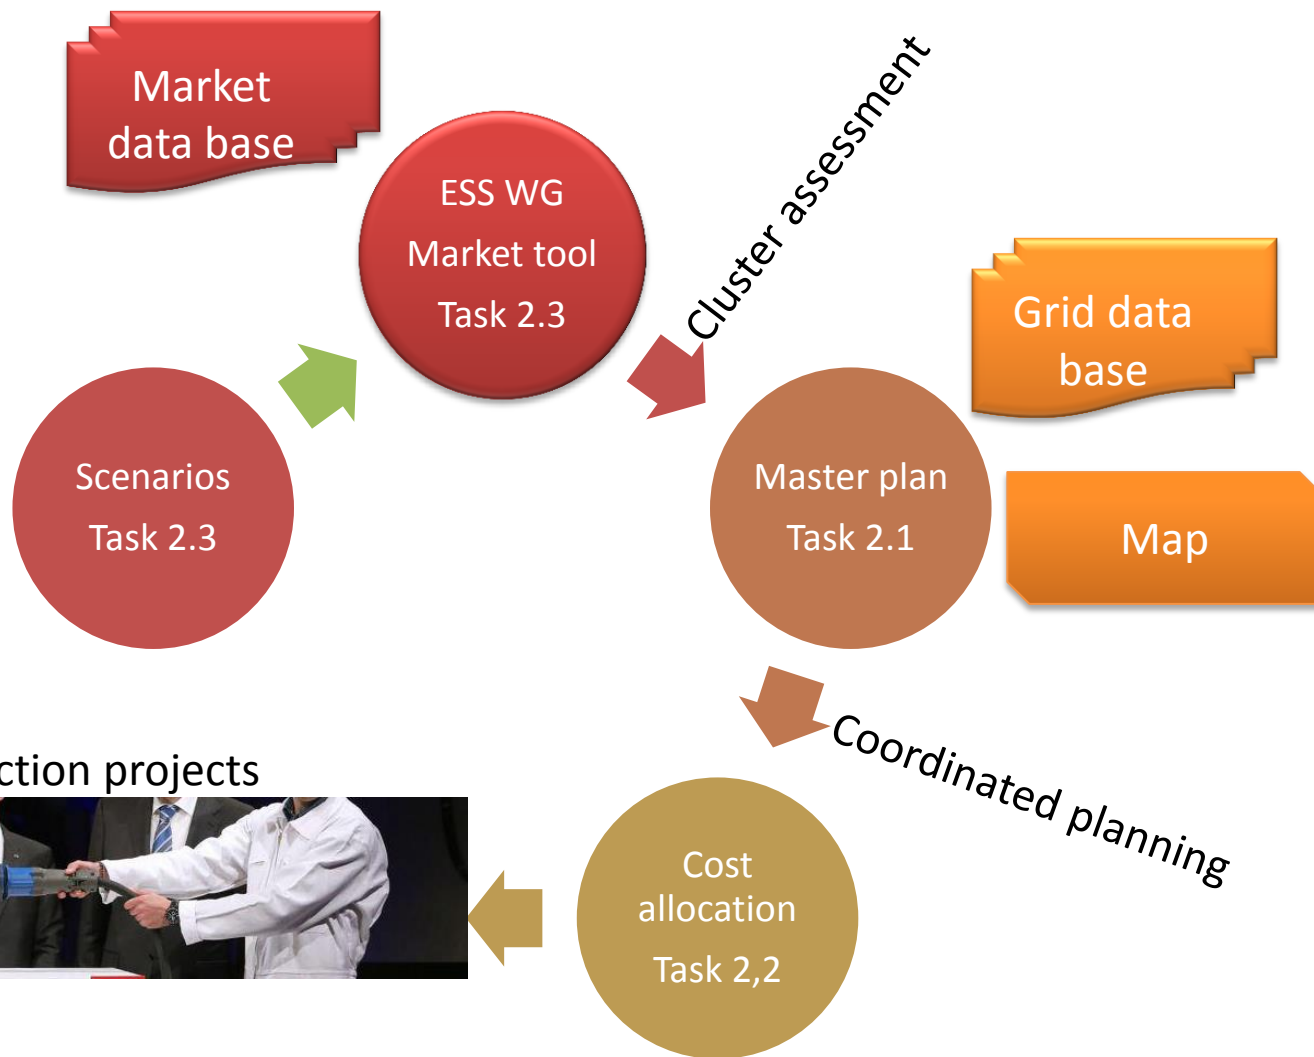 Market
data base
ESS WG
Market tool
Task 2.3
Cluster assessment
Grid data
base
Scenarios
Task 2.3
Master plan
Task 2.1
Map
Coordinated planning
ction projects
Cost
allocation
Task 2,2